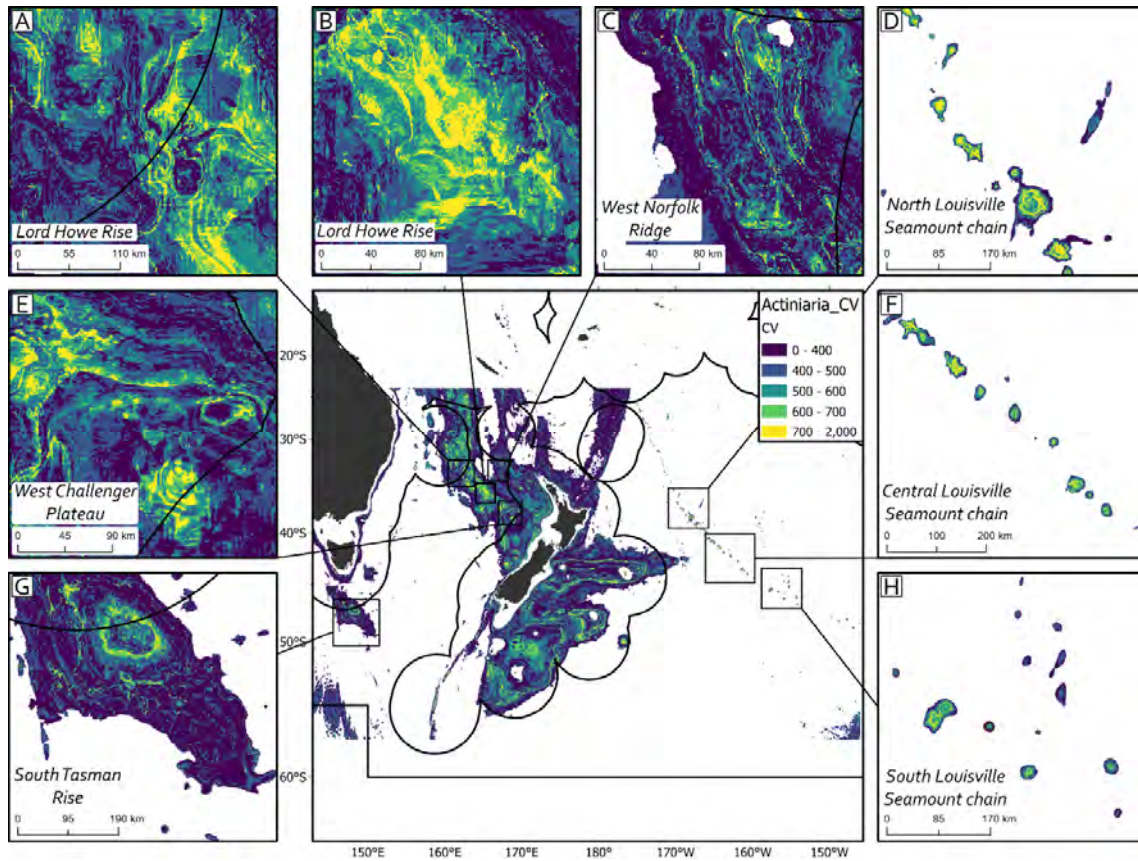 A
Lord Howe Rise
0 55 110 km
B
Lord Howe Rise
0 40 80 km
C
West Norfolk
Ridge
0 40 80 km
D
North Louisville
Seamount chain
0 85 170 km
E
West Challenger
Plateau
0 45 90 km
Actiniaria_CV
CV
0 - 400
400 - 500
500 - 600
600 - 700
700 - 2,000
20°S
30°S
40°S
50°S
60°S
150°E 160°E 170°E 180° 170°W 160°W 150°W
F
Central Louisville
Seamount chain
0 100 200 km
G
South Tasman
Rise
0 95 190 km
H
South Louisville
Seamount chain
0 85 170 km